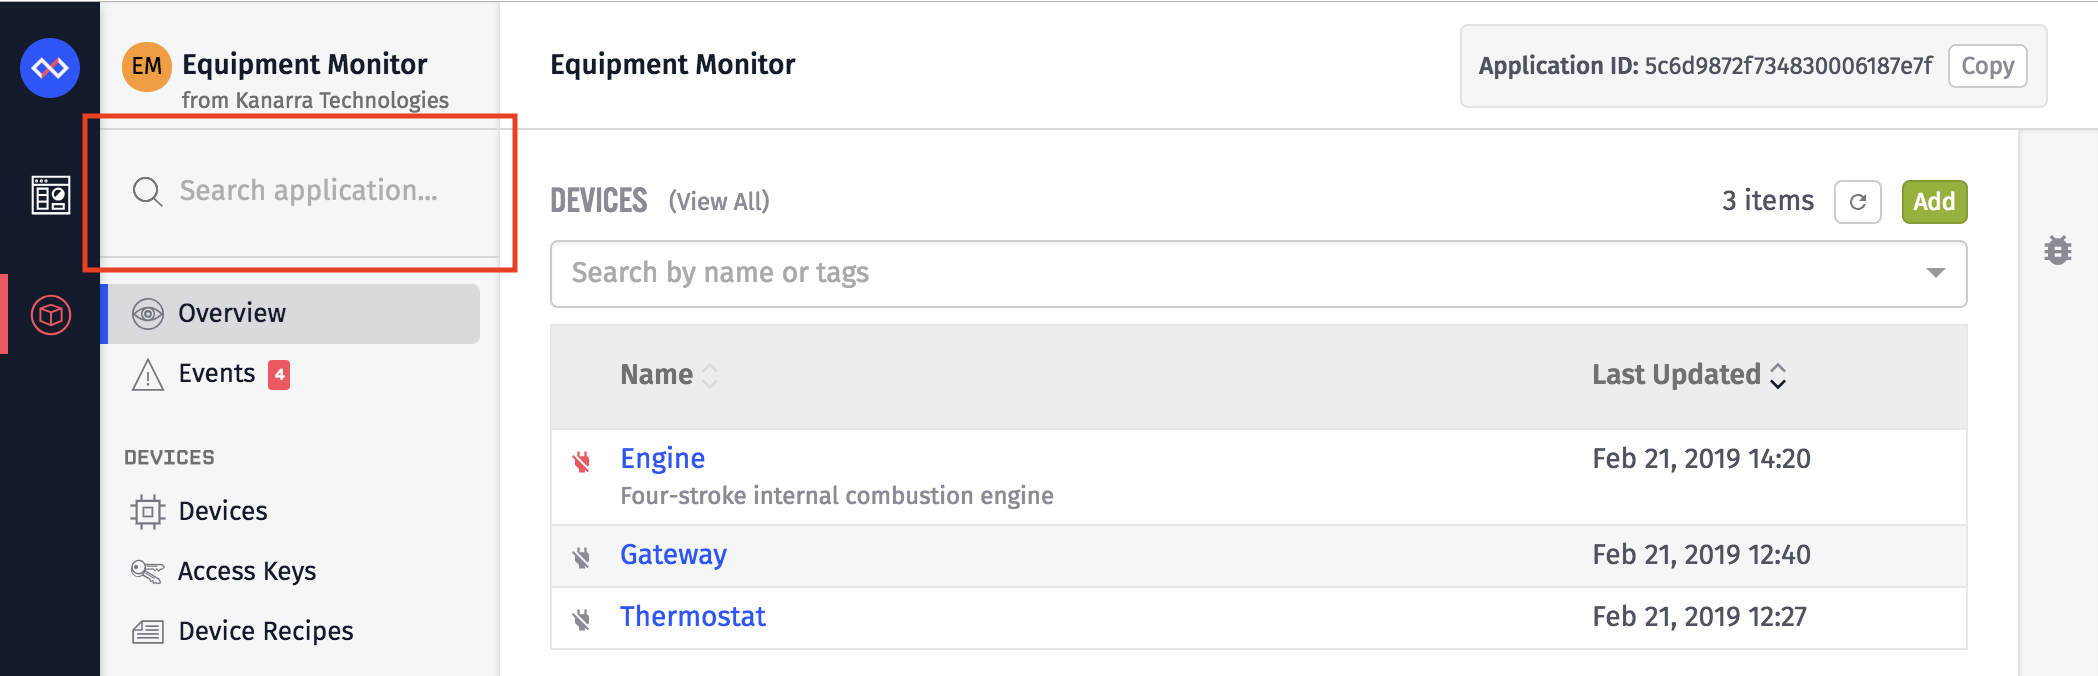 EM
Equipment Monitor
from Kanarra Technologies
Search application...
Overview
Events 4
DEVICES
Devices
Access Keys
Device Recipes
Equipment Monitor
Application ID: 5c6d9872f734830006187e7f Copy
DEVICES (View All)
3 items Add
Search by name or tags
Name Last Updated
Engine Feb 21, 2019 14:20
Four-stroke internal combustion engine
Gateway Feb 21, 2019 12:40
Thermostat Feb 21, 2019 12:27